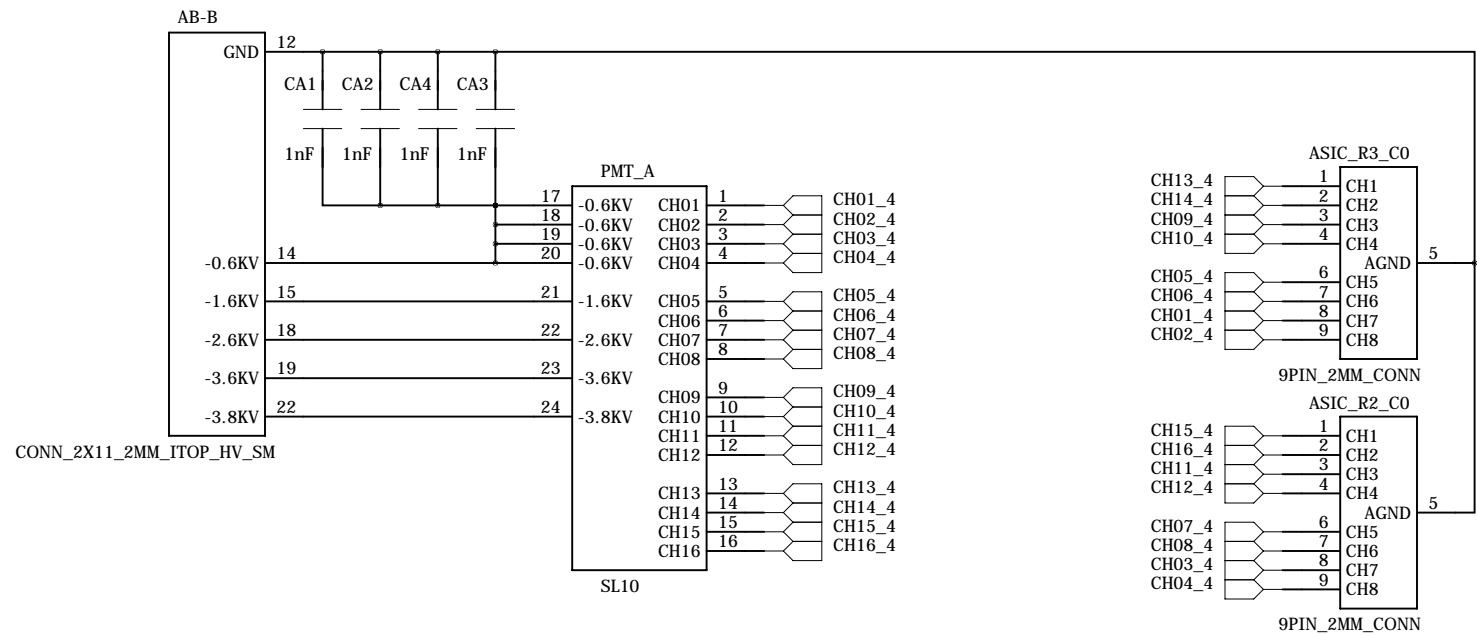 AB-B
GND 12
CA1 CA2 CA4 CA3
1nF 1nF 1nF 1nF
-0.6KV 14
-1.6KV 15
-2.6KV 18
-3.6KV 19
-3.8KV 22
CONN_2X11_2MM_ITOP_HV_SM
PMT_A
17 -0.6KV CH01 1 CH01_4
18 -0.6KV CH02 2 CH02_4
19 -0.6KV CH03 3 CH03_4
20 -0.6KV CH04 4 CH04_4
21 -1.6KV CH05 5 CH05_4
CH06 6 CH06_4
22 -2.6KV CH07 7 CH07_4
CH08 8 CH08_4
23 -3.6KV
CH09 9 CH09_4
24 -3.8KV CH10 10 CH10_4
CH11 11 CH11_4
CH12 12 CH12_4
CH13 13 CH13_4
CH14 14 CH14_4
CH15 15 CH15_4
CH16 16 CH16_4
SL10
ASIC_R3_C0
CH13_4 1 CH1
CH14_4 2 CH2
CH09_4 3 CH3
CH10_4 4 CH4
AGND 5
CH05_4 6 CH5
CH06_4 7 CH6
CH01_4 8 CH7
CH02_4 9 CH8
9PIN_2MM_CONN
ASIC_R2_C0
CH15_4 1 CH1
CH16_4 2 CH2
CH11_4 3 CH3
CH12_4 4 CH4
AGND 5
CH07_4 6 CH5
CH08_4 7 CH6
CH03_4 8 CH7
CH04_4 9 CH8
9PIN_2MM_CONN